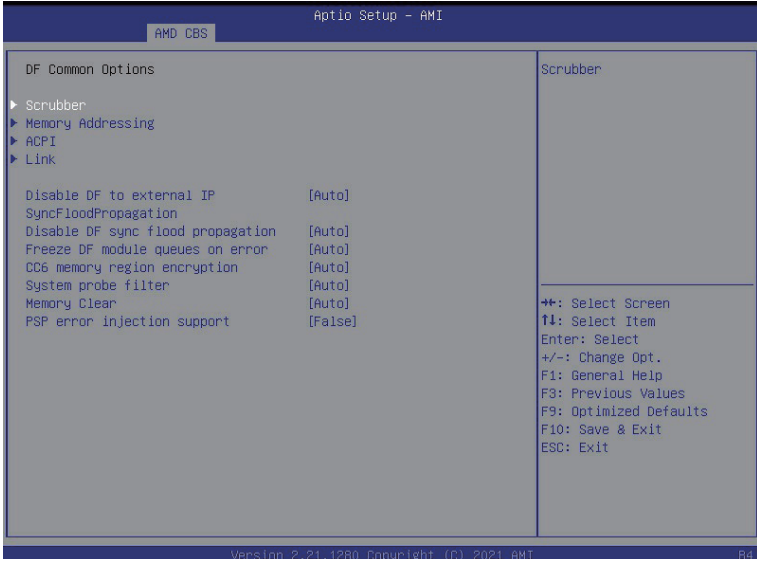 Aptio Setup – AMI
AMD CBS
DF Common Options
Scrubber
Memory Addressing
ACPI
Link
Disable DF to external IP [Auto]
SyncFloodPropagation
Disable DF sync flood propagation [Auto]
Freeze DF module queues on error [Auto]
CC6 memory region encryption [Auto]
System probe filter [Auto]
Memory Clear [Auto]
PSP error injection support [False]
Scrubber
→←: Select Screen
↑↓: Select Item
Enter: Select
+/-: Change Opt.
F1: General Help
F3: Previous Values
F9: Optimized Defaults
F10: Save & Exit
ESC: Exit
Version 2.21.1280 Copyright (C) 2021 AMI
B4